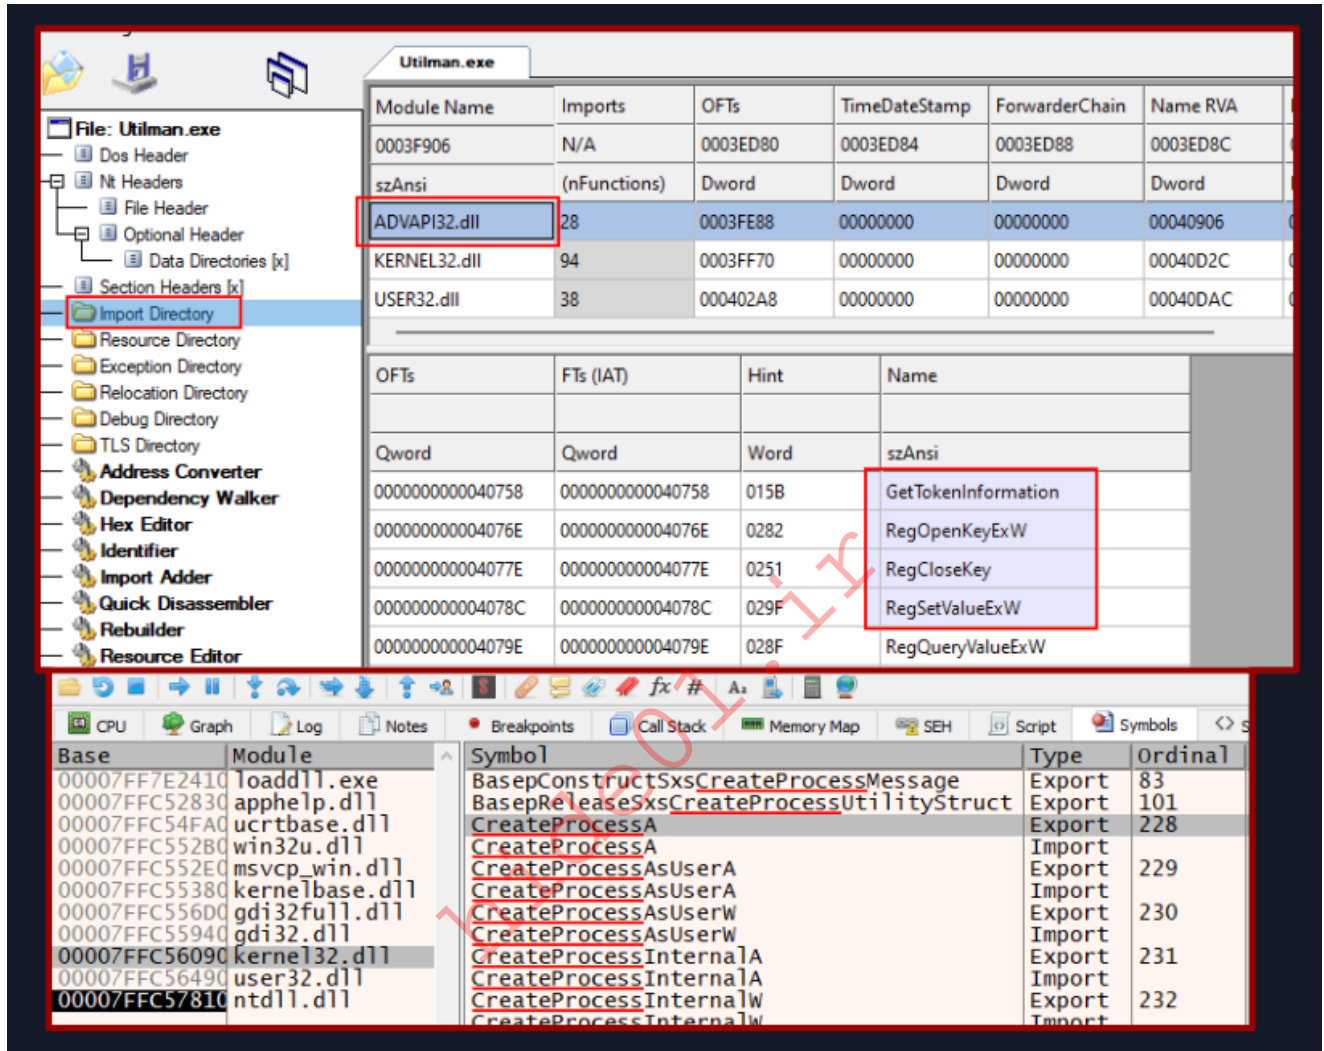 Utilman.exe
Module Name Imports OFTs TimeDateStamp ForwarderChain Name RVA
0003F906 N/A 0003ED80 0003ED84 0003ED88 0003ED8C
szAnsi (nFunctions) Dword Dword Dword Dword
ADVAPI32.dll 28 0003FE88 00000000 00000000 00040906
KERNEL32.dll 94 0003FF70 00000000 00000000 00040D2C
USER32.dll 38 000402A8 00000000 00000000 00040DAC
File: Utilman.exe
Dos Header
Nt Headers
File Header
Optional Header
Data Directories [x]
Section Headers [x]
Import Directory
Resource Directory
Exception Directory
Relocation Directory
Debug Directory
TLS Directory
Address Converter
Dependency Walker
Hex Editor
Identifier
Import Adder
Quick Disassembler
Rebuilder
Resource Editor
OFTs FTs (IAT) Hint Name
Qword Qword Word szAnsi
0000000000040758 0000000000040758 015B GetTokenInformation
000000000004076E 000000000004076E 0282 RegOpenKeyExW
000000000004077E 000000000004077E 0251 RegCloseKey
000000000004078C 000000000004078C 029F RegSetValueExW
000000000004079E 000000000004079E 028F RegQueryValueExW
CPU Graph Log Notes Breakpoints Call Stack Memory Map SEH Script Symbols
Base Module
00007FF7E2410 loaddll.exe
00007FFC52830 apphelp.dll
00007FFC54FA0 ucrtbase.dll
00007FFC552B0 win32u.dll
00007FFC552E0 msvcp_win.dll
00007FFC55380 kernelbase.dll
00007FFC556D0 gdi32full.dll
00007FFC55940 gdi32.dll
00007FFC56090 kernel32.dll
00007FFC56490 user32.dll
00007FFC57810 ntdll.dll
Symbol Type Ordinal
BasepConstructSxsCreateProcessMessage Export 83
BasepReleaseSxsCreateProcessUtilityStruct Export 101
CreateProcessA Export 228
CreateProcessA Import
CreateProcessAsUserA Export 229
CreateProcessAsUserA Import
CreateProcessAsUserW Export 230
CreateProcessAsUserW Import
CreateProcessInternalA Export 231
CreateProcessInternalA Import
CreateProcessInternalW Export 232
CreateProcessInternalW Import
hide01.ir